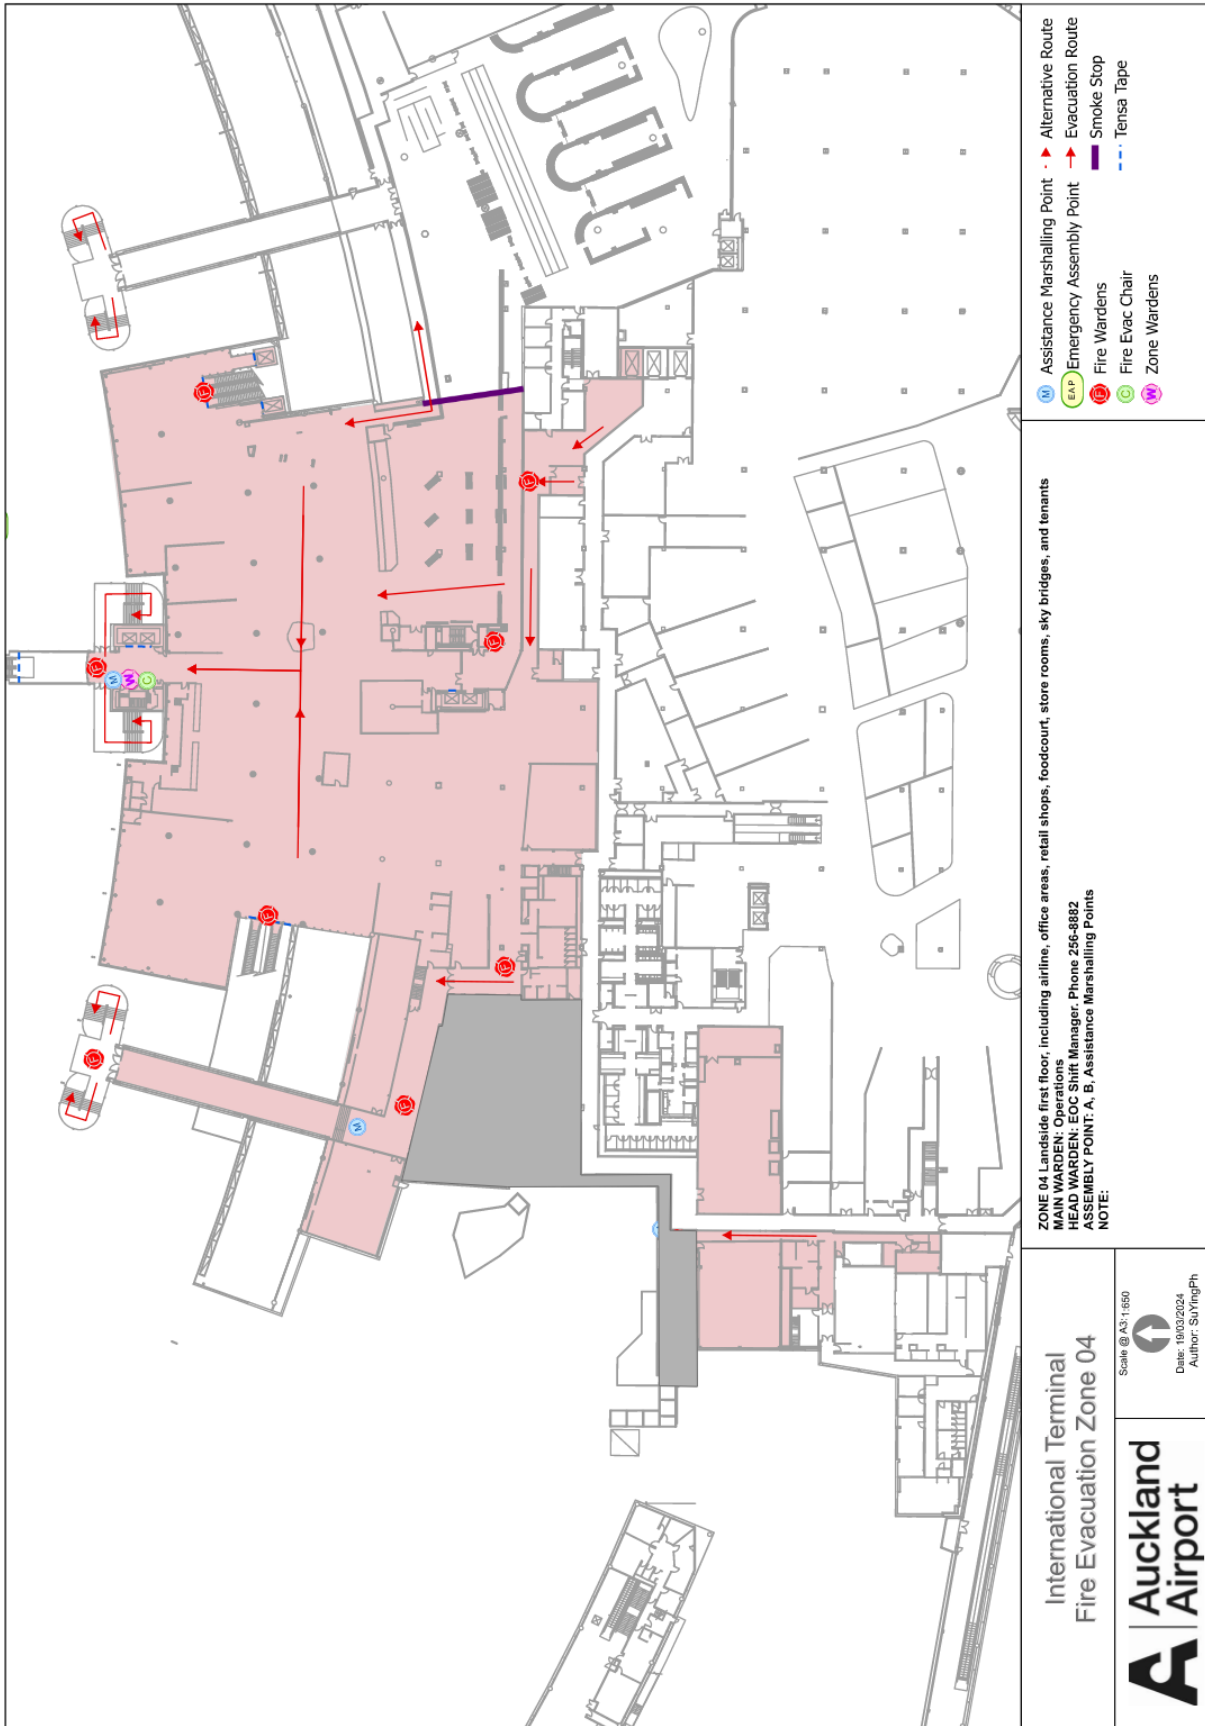 International Terminal
Fire Evacuation Zone 04
A Auckland
Airport
Scale @ A3: 1:650
Date: 19/03/2024
Author: SuYingPh
ZONE 04 Landside first floor, including airline, office areas, retail shops, foodcourt, store rooms, sky bridges, and tenants
MAIN WARDEN: Operations
HEAD WARDEN: EOC Shift Manager. Phone 256-8882
ASSEMBLY POINT: A, B, Assistance Marshalling Points
NOTE:
M Assistance Marshalling Point
EAP Emergency Assembly Point
F Fire Wardens
C Fire Evac Chair
W Zone Wardens
Alternative Route
Evacuation Route
Smoke Stop
Tensa Tape
F
F
M
W
C
F
F
F
F
F
F
M